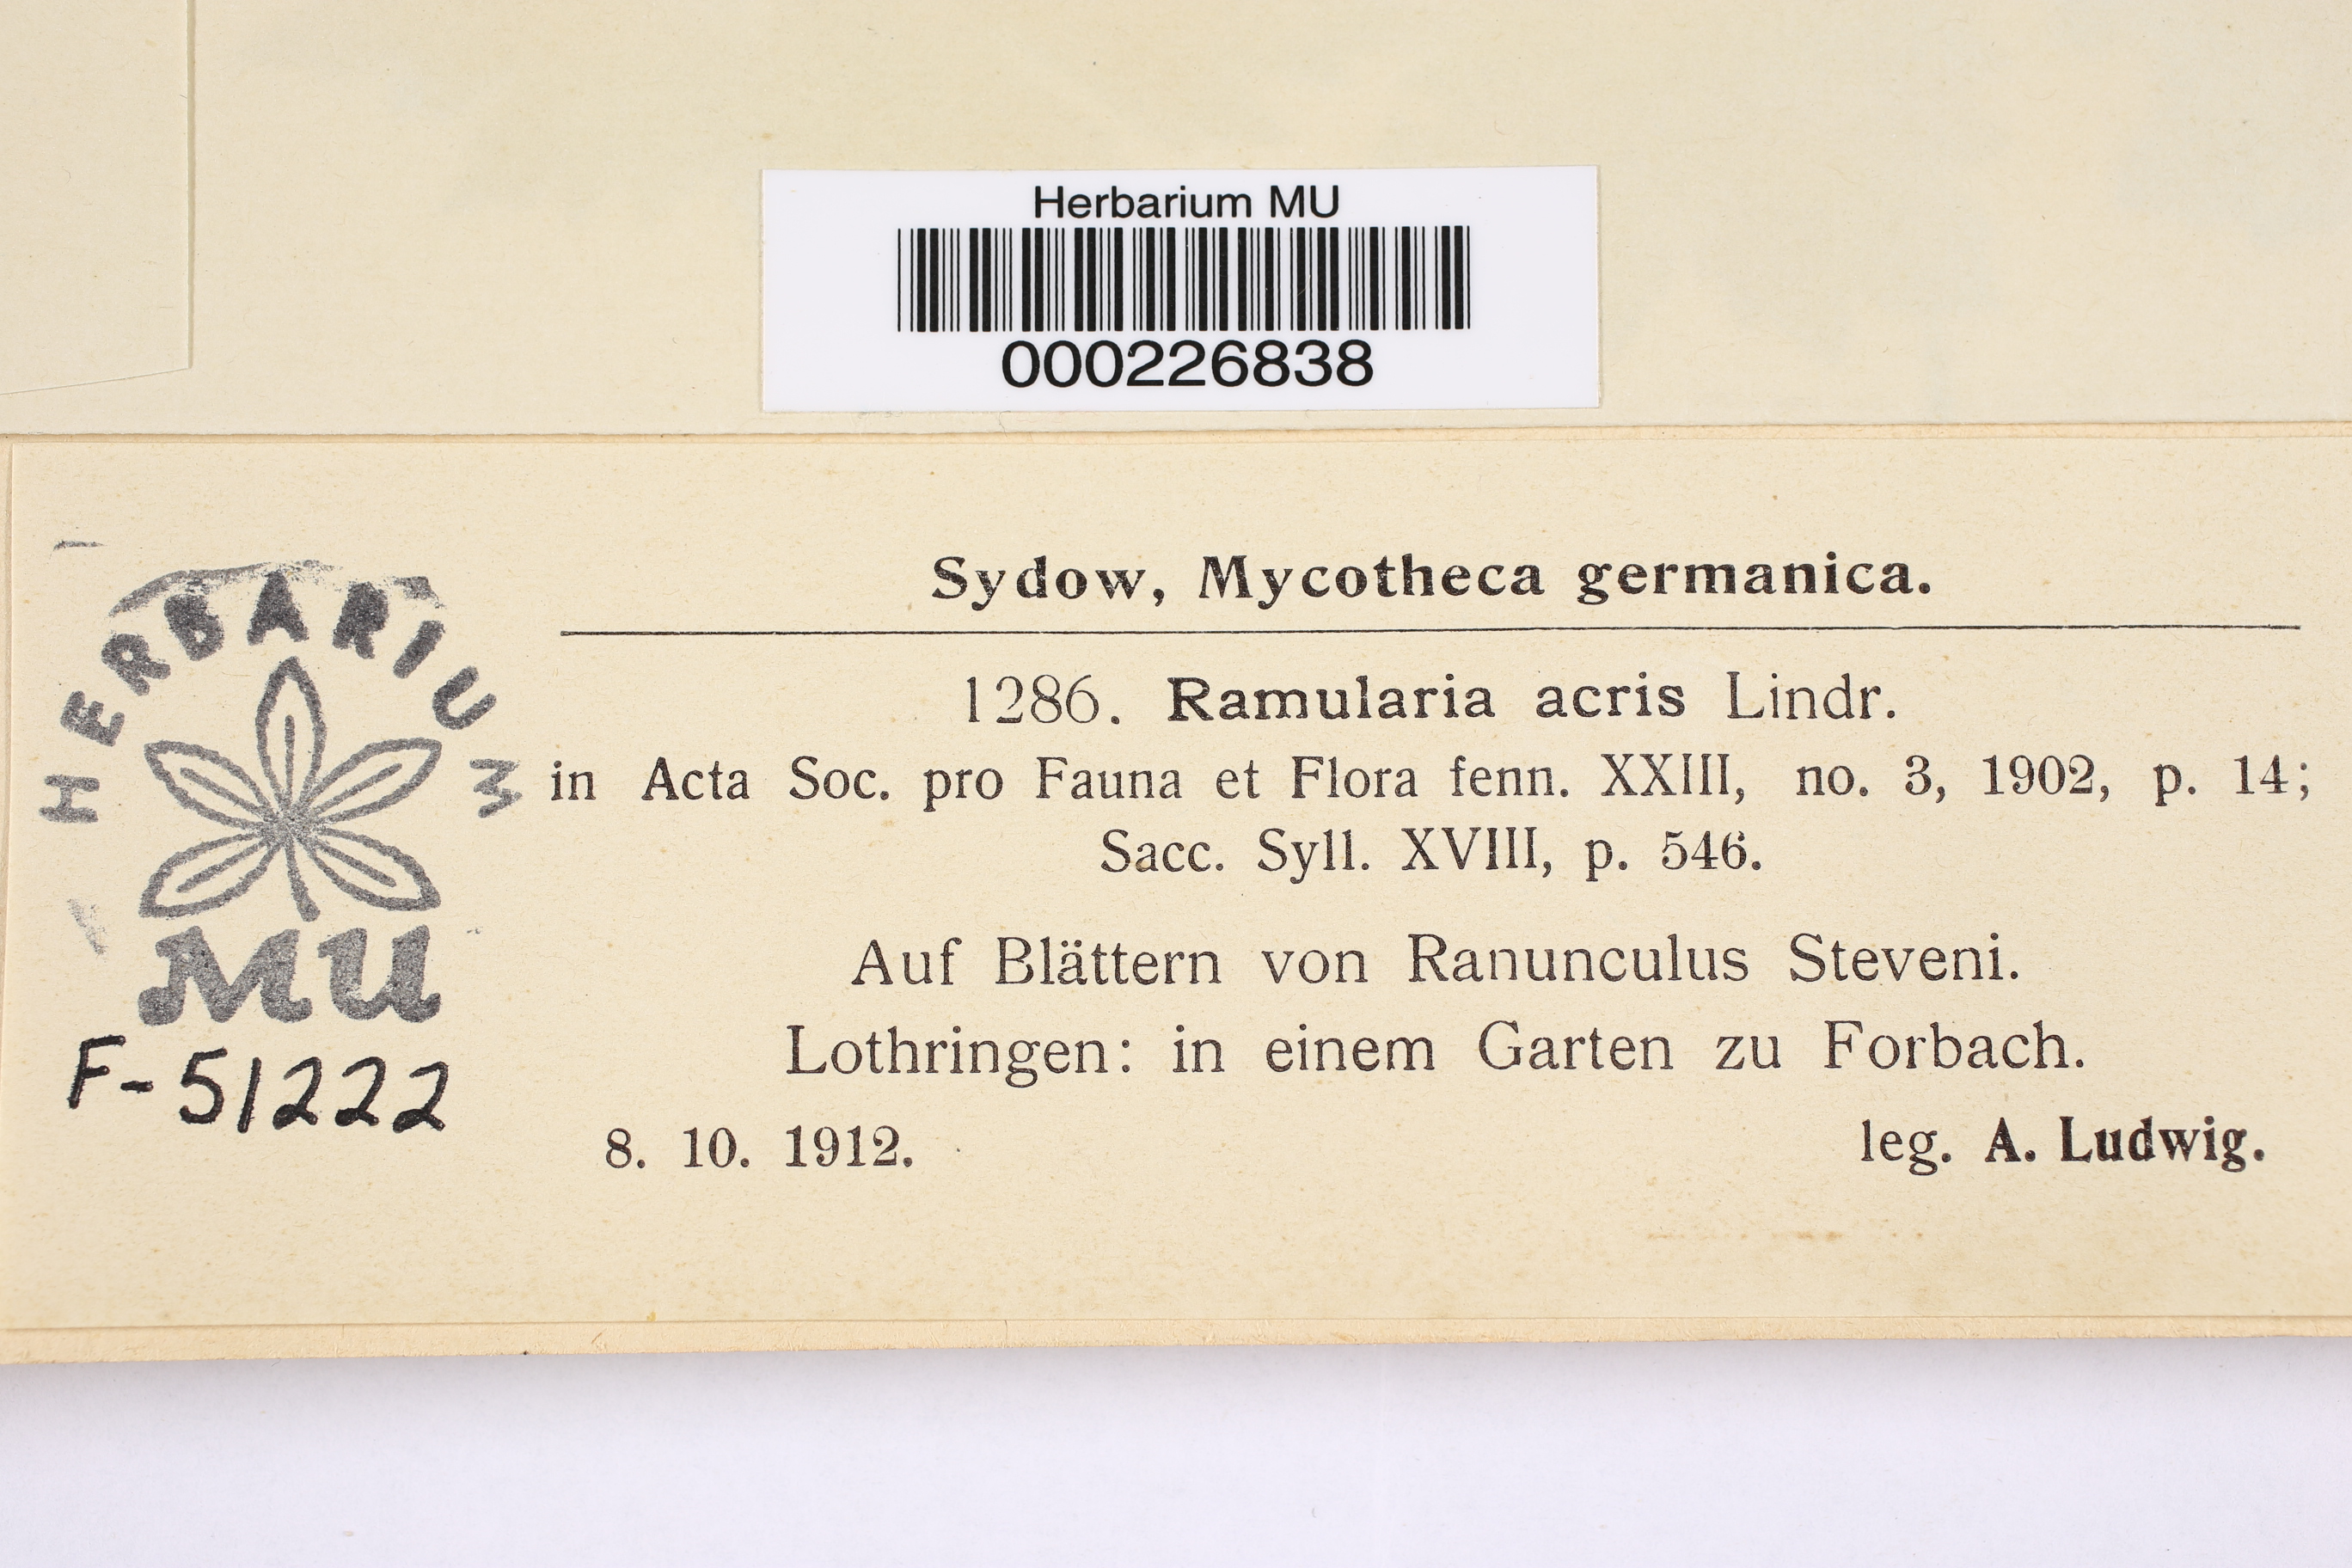 Herbarium MU
000226838
Sydow, Mycotheca germanica.
1286. Ramularia acris Lindr.
in Acta Soc. pro Fauna et Flora fenn. XXIII, no. 3, 1902, p. 14;
Sacc. Syll. XVIII, p. 546.
Auf Blättern von Ranunculus Steveni.
Lothringen: in einem Garten zu Forbach.
8. 10. 1912. leg. A. Ludwig.
HERBARIUM
MU
F-51222